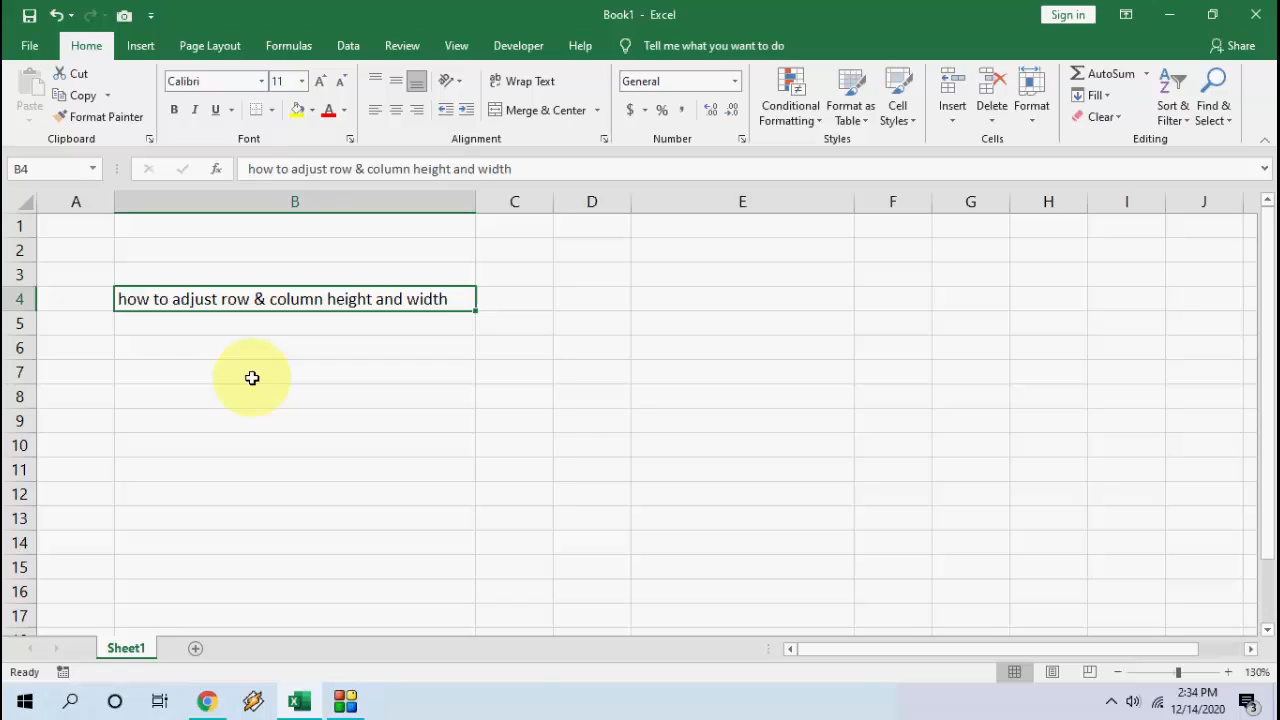 Book1 - Excel
Sign in
File Home Insert Page Layout Formulas Data Review View Developer Help Tell me what you want to do Share
Paste
Cut
Copy
Format Painter
Clipboard
Calibri 11
B I U
Font
Wrap Text
Merge & Center
Alignment
General
$ % ,
Number
Conditional Formatting
Format as Table
Cell Styles
Styles
Insert Delete Format
Cells
AutoSum
Fill
Clear
Sort & Filter
Find & Select
Editing
B4 fx how to adjust row & column height and width
A B C D E F G H I J
1
2
3
4 how to adjust row & column height and width
5
6
7
8
9
10
11
12
13
14
15
16
17
Sheet1
Ready 130%
2:34 PM
12/14/2020
3